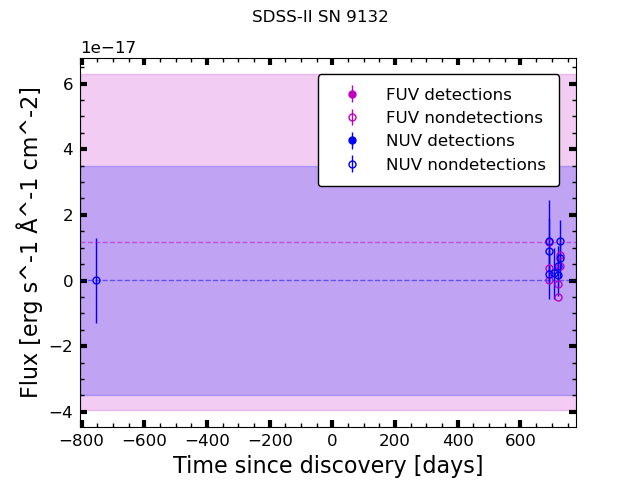 SDSS-II SN 9132
1e−17
FUV detections
FUV nondetections
NUV detections
NUV nondetections
6
4
2
0
−2
−4
Flux [erg s^-1 Å^-1 cm^-2]
−800 −600 −400 −200 0 200 400 600
Time since discovery [days]